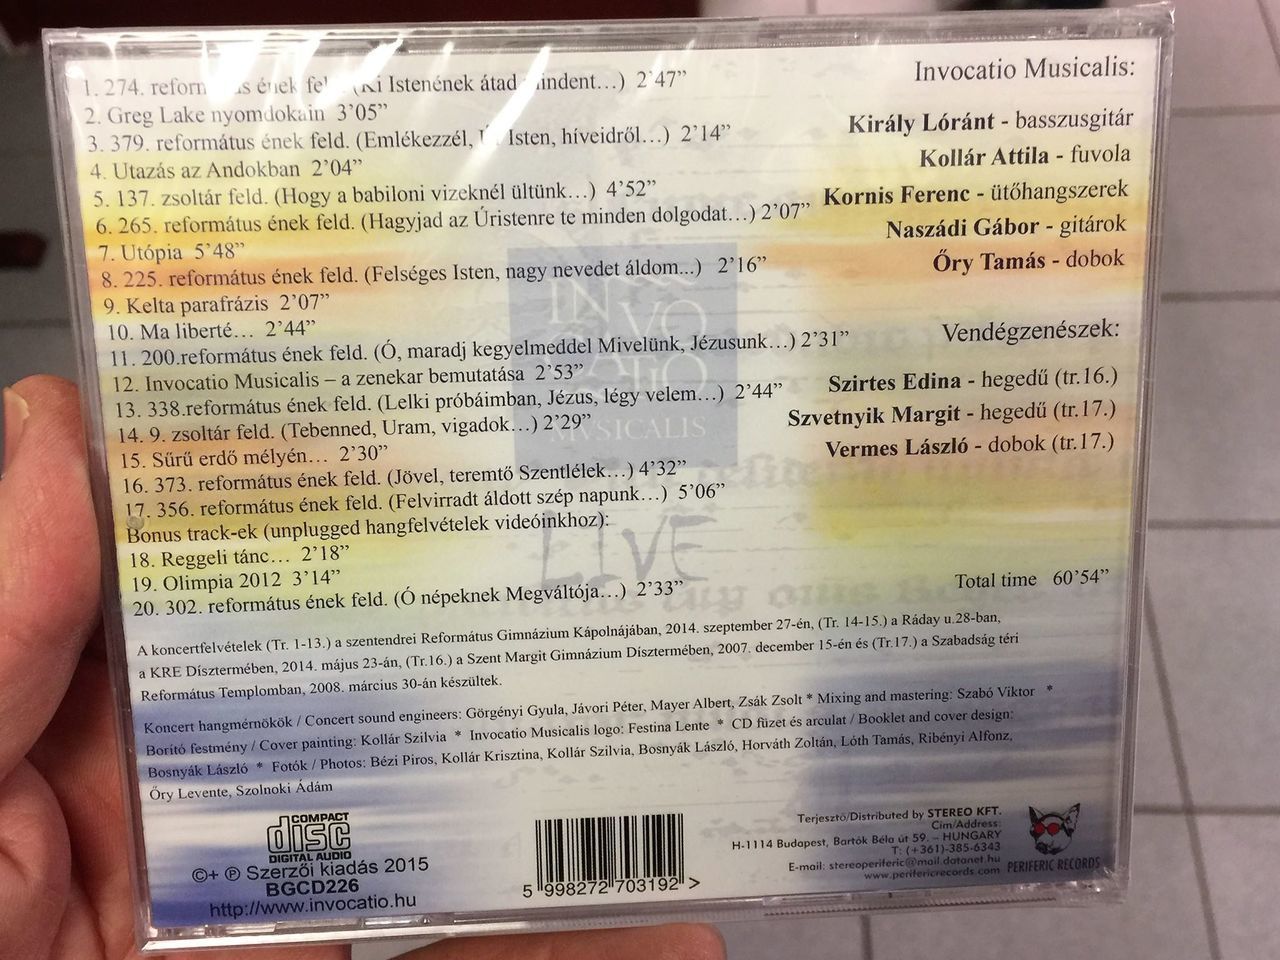 1. 274. református ének feld. (Ki Istenének átad mindent…) 2'47"
2. Greg Lake nyomdokain 3'05"
3. 379. református ének feld. (Emlékezzél, Úr Isten, híveidről…) 2'14"
4. Utazás az Andokban 2'04"
5. 137. zsoltár feld. (Hogy a babiloni vizeknél ültünk…) 4'52"
6. 265. református ének feld. (Hagyjad az Úristenre te minden dolgodat…) 2'07"
7. Utópia 5'48"
8. 225. református ének feld. (Felséges Isten, nagy nevedet áldom...) 2'16"
9. Kelta parafrázis 2'07"
10. Ma liberté… 2'44"
11. 200.református ének feld. (Ó, maradj kegyelmeddel Mivelünk, Jézusunk…) 2'31"
12. Invocatio Musicalis – a zenekar bemutatása 2'53"
13. 338.református ének feld. (Lelki próbáimban, Jézus, légy velem…) 2'44"
14. 9. zsoltár feld. (Tebenned, Uram, vigadok…) 2'29"
15. Sűrű erdő mélyén… 2'30"
16. 373. református ének feld. (Jövel, teremtő Szentlélek…) 4'32"
17. 356. református ének feld. (Felvirradt áldott szép napunk…) 5'06"
Bonus track-ek (unplugged hangfelvételek videóinkhoz):
18. Reggeli tánc… 2'18"
19. Olimpia 2012 3'14"
20. 302. református ének feld. (Ó népeknek Megváltója…) 2'33"
Invocatio Musicalis:
Király Lóránt - basszusgitár
Kollár Attila - fuvola
Kornis Ferenc - ütőhangszerek
Naszádi Gábor - gitárok
Őry Tamás - dobok
Vendégzenészek:
Szirtes Edina - hegedű (tr.16.)
Szvetnyik Margit - hegedű (tr.17.)
Vermes László - dobok (tr.17.)
Total time 60'54"
INVOCATIO
MUSICALIS
LIVE
A koncertfelvételek (Tr. 1-13.) a szentendrei Református Gimnázium Kápolnájában, 2014. szeptember 27-én, (Tr. 14-15.) a Ráday u.28-ban,
a KRE Dísztermében, 2014. május 23-án, (Tr.16.) a Szent Margit Gimnázium Dísztermében, 2007. december 15-én és (Tr.17.) a Szabadság téri
Református Templomban, 2008. március 30-án készültek.
Koncert hangmérnökök / Concert sound engineers: Görgényi Gyula, Jávori Péter, Mayer Albert, Zsák Zsolt * Mixing and mastering: Szabó Viktor *
Borító festmény / Cover painting: Kollár Szilvia * Invocatio Musicalis logo: Festina Lente * CD füzet és arculat / Booklet and cover design:
Bosnyák László * Fotók / Photos: Bézi Piros, Kollár Krisztina, Kollár Szilvia, Bosnyák László, Horváth Zoltán, Lóth Tamás, Ribényi Alfonz,
Őry Levente, Szolnoki Ádám
COMPACT
disc
DIGITAL AUDIO
©+ ℗ Szerzői kiadás 2015
BGCD226
http://www.invocatio.hu
5 998272 703192 >
Terjesztő/Distributed by STEREO KFT.
Cím/Address:
H-1114 Budapest, Bartók Béla út 59. – HUNGARY
T: (+361)-385-6343
E-mail: stereoperiferic@mail.datanet.hu
www.perifericrecords.com
PERIFERIC RECORDS